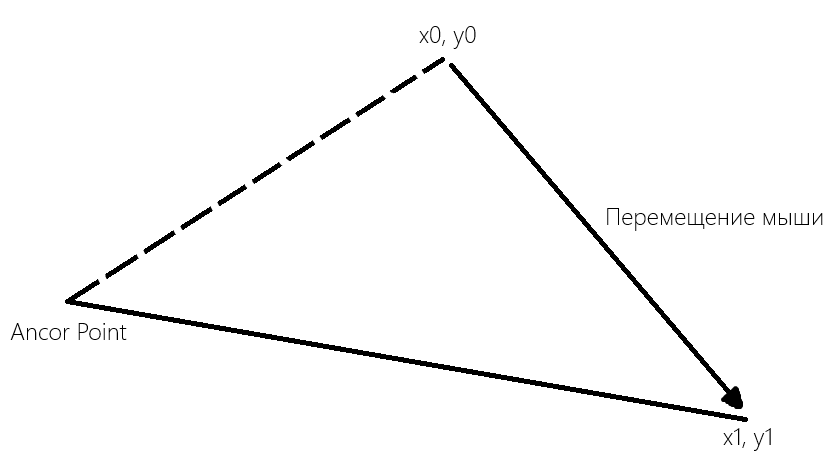 x0, y0
Перемещение мыши
Ancor Point
x1, y1